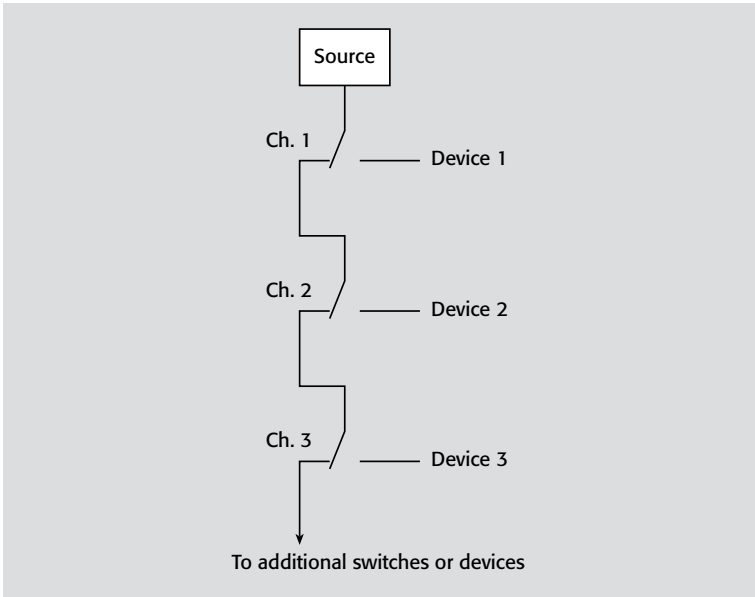 Source
Ch. 1
Device 1
Ch. 2
Device 2
Ch. 3
Device 3
To additional switches or devices